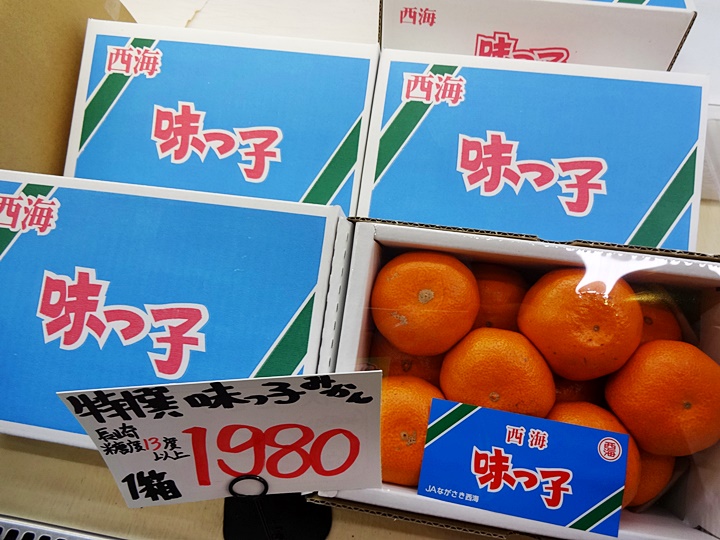 西海
味っ子
西海
味っ子
西海
味っ子
西海
味っ子
特撰 味っ子みかん
長崎
糖度13度以上
1980
1箱
西海
味っ子
西海
JAながさき西海